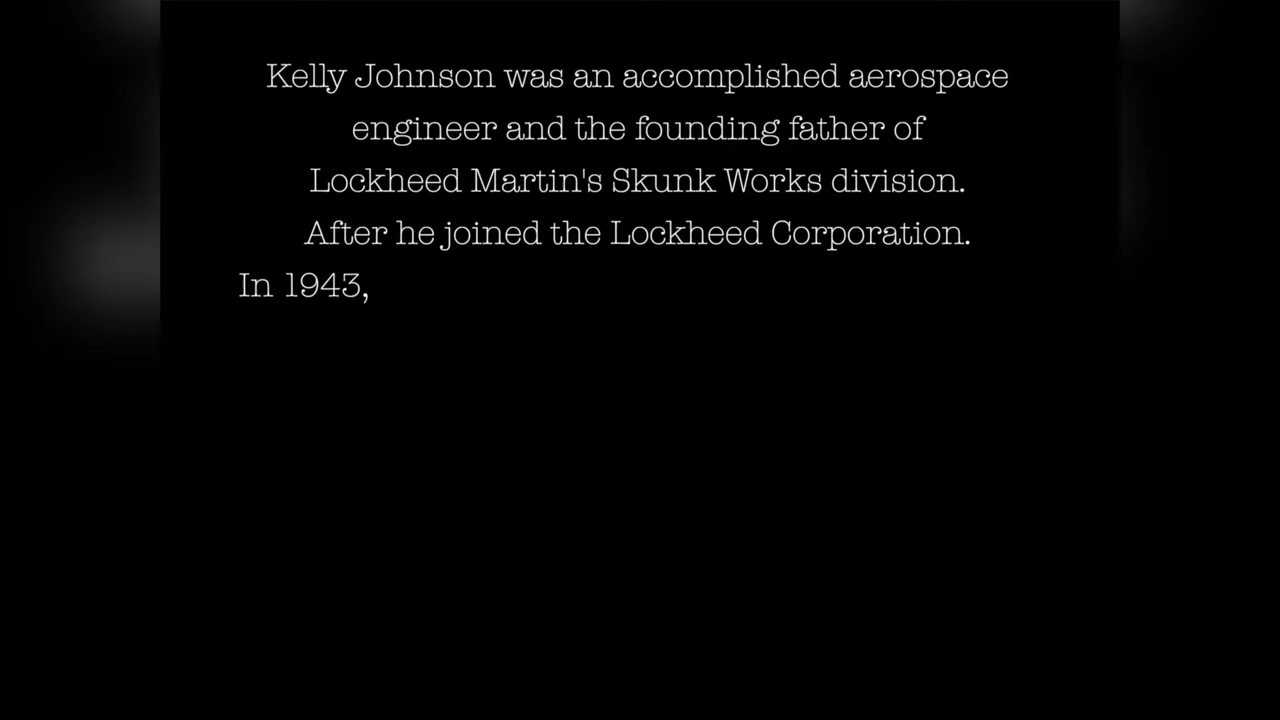 Kelly Johnson was an accomplished aerospace
engineer and the founding father of
Lockheed Martin's Skunk Works division.
After he joined the Lockheed Corporation.
In 1943,